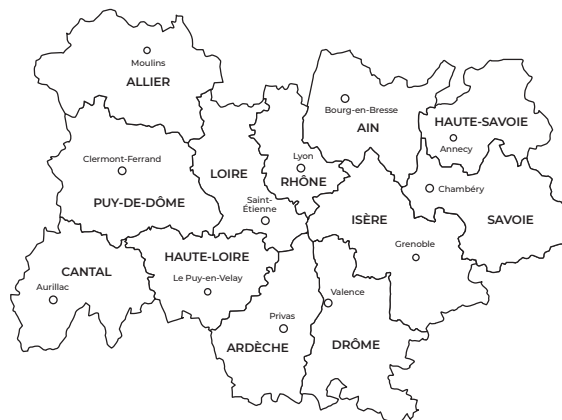 Moulins
ALLIER
Bourg-en-Bresse
AIN
HAUTE-SAVOIE
Annecy
Clermont-Ferrand
PUY-DE-DÔME
LOIRE
Saint-
Étienne
Lyon
RHÔNE
Chambéry
SAVOIE
ISÈRE
Grenoble
CANTAL
Aurillac
HAUTE-LOIRE
Le Puy-en-Velay
Privas
ARDÈCHE
Valence
DRÔME